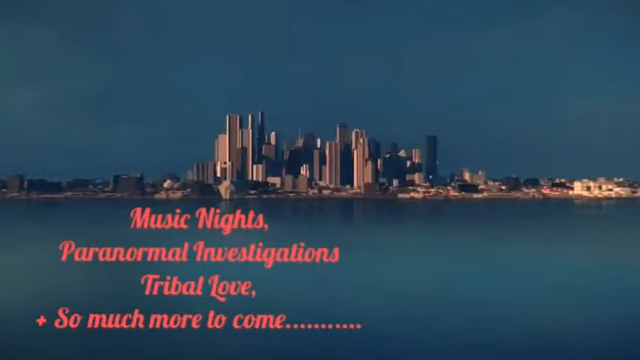 Music Nights,
Paranormal Investigations
Tribal Love,
+ So much more to come...........